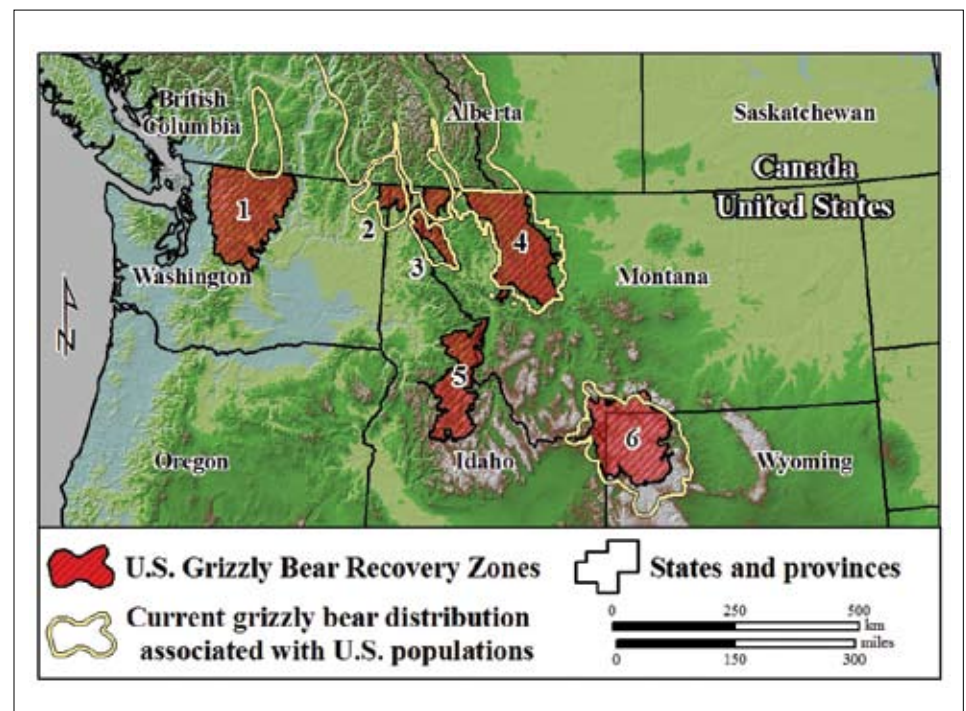 British
Columbia
Alberta
Saskatchewan
Canada
United States
1
2
3
4
Washington
Montana
N
5
6
Oregon
Idaho
Wyoming
U.S. Grizzly Bear Recovery Zones
States and provinces
Current grizzly bear distribution
associated with U.S. populations
0 250 500
km
miles
0 150 300